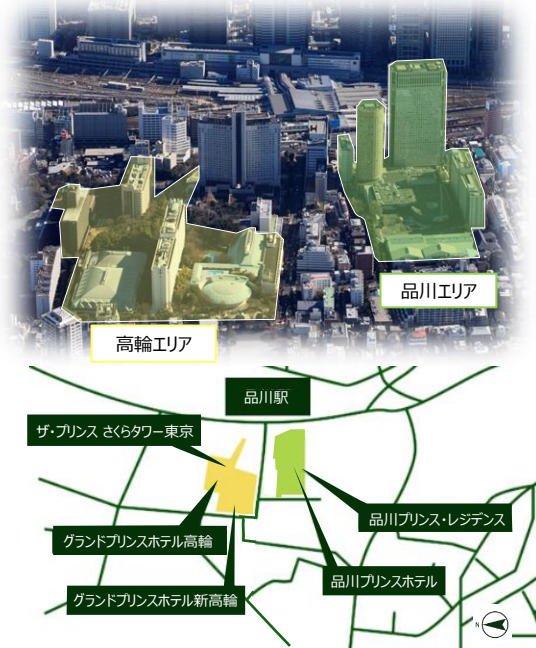 品川エリア
高輪エリア
品川駅
ザ・プリンス さくらタワー東京
品川プリンス・レジデンス
グランドプリンスホテル高輪
品川プリンスホテル
グランドプリンスホテル新高輪
N